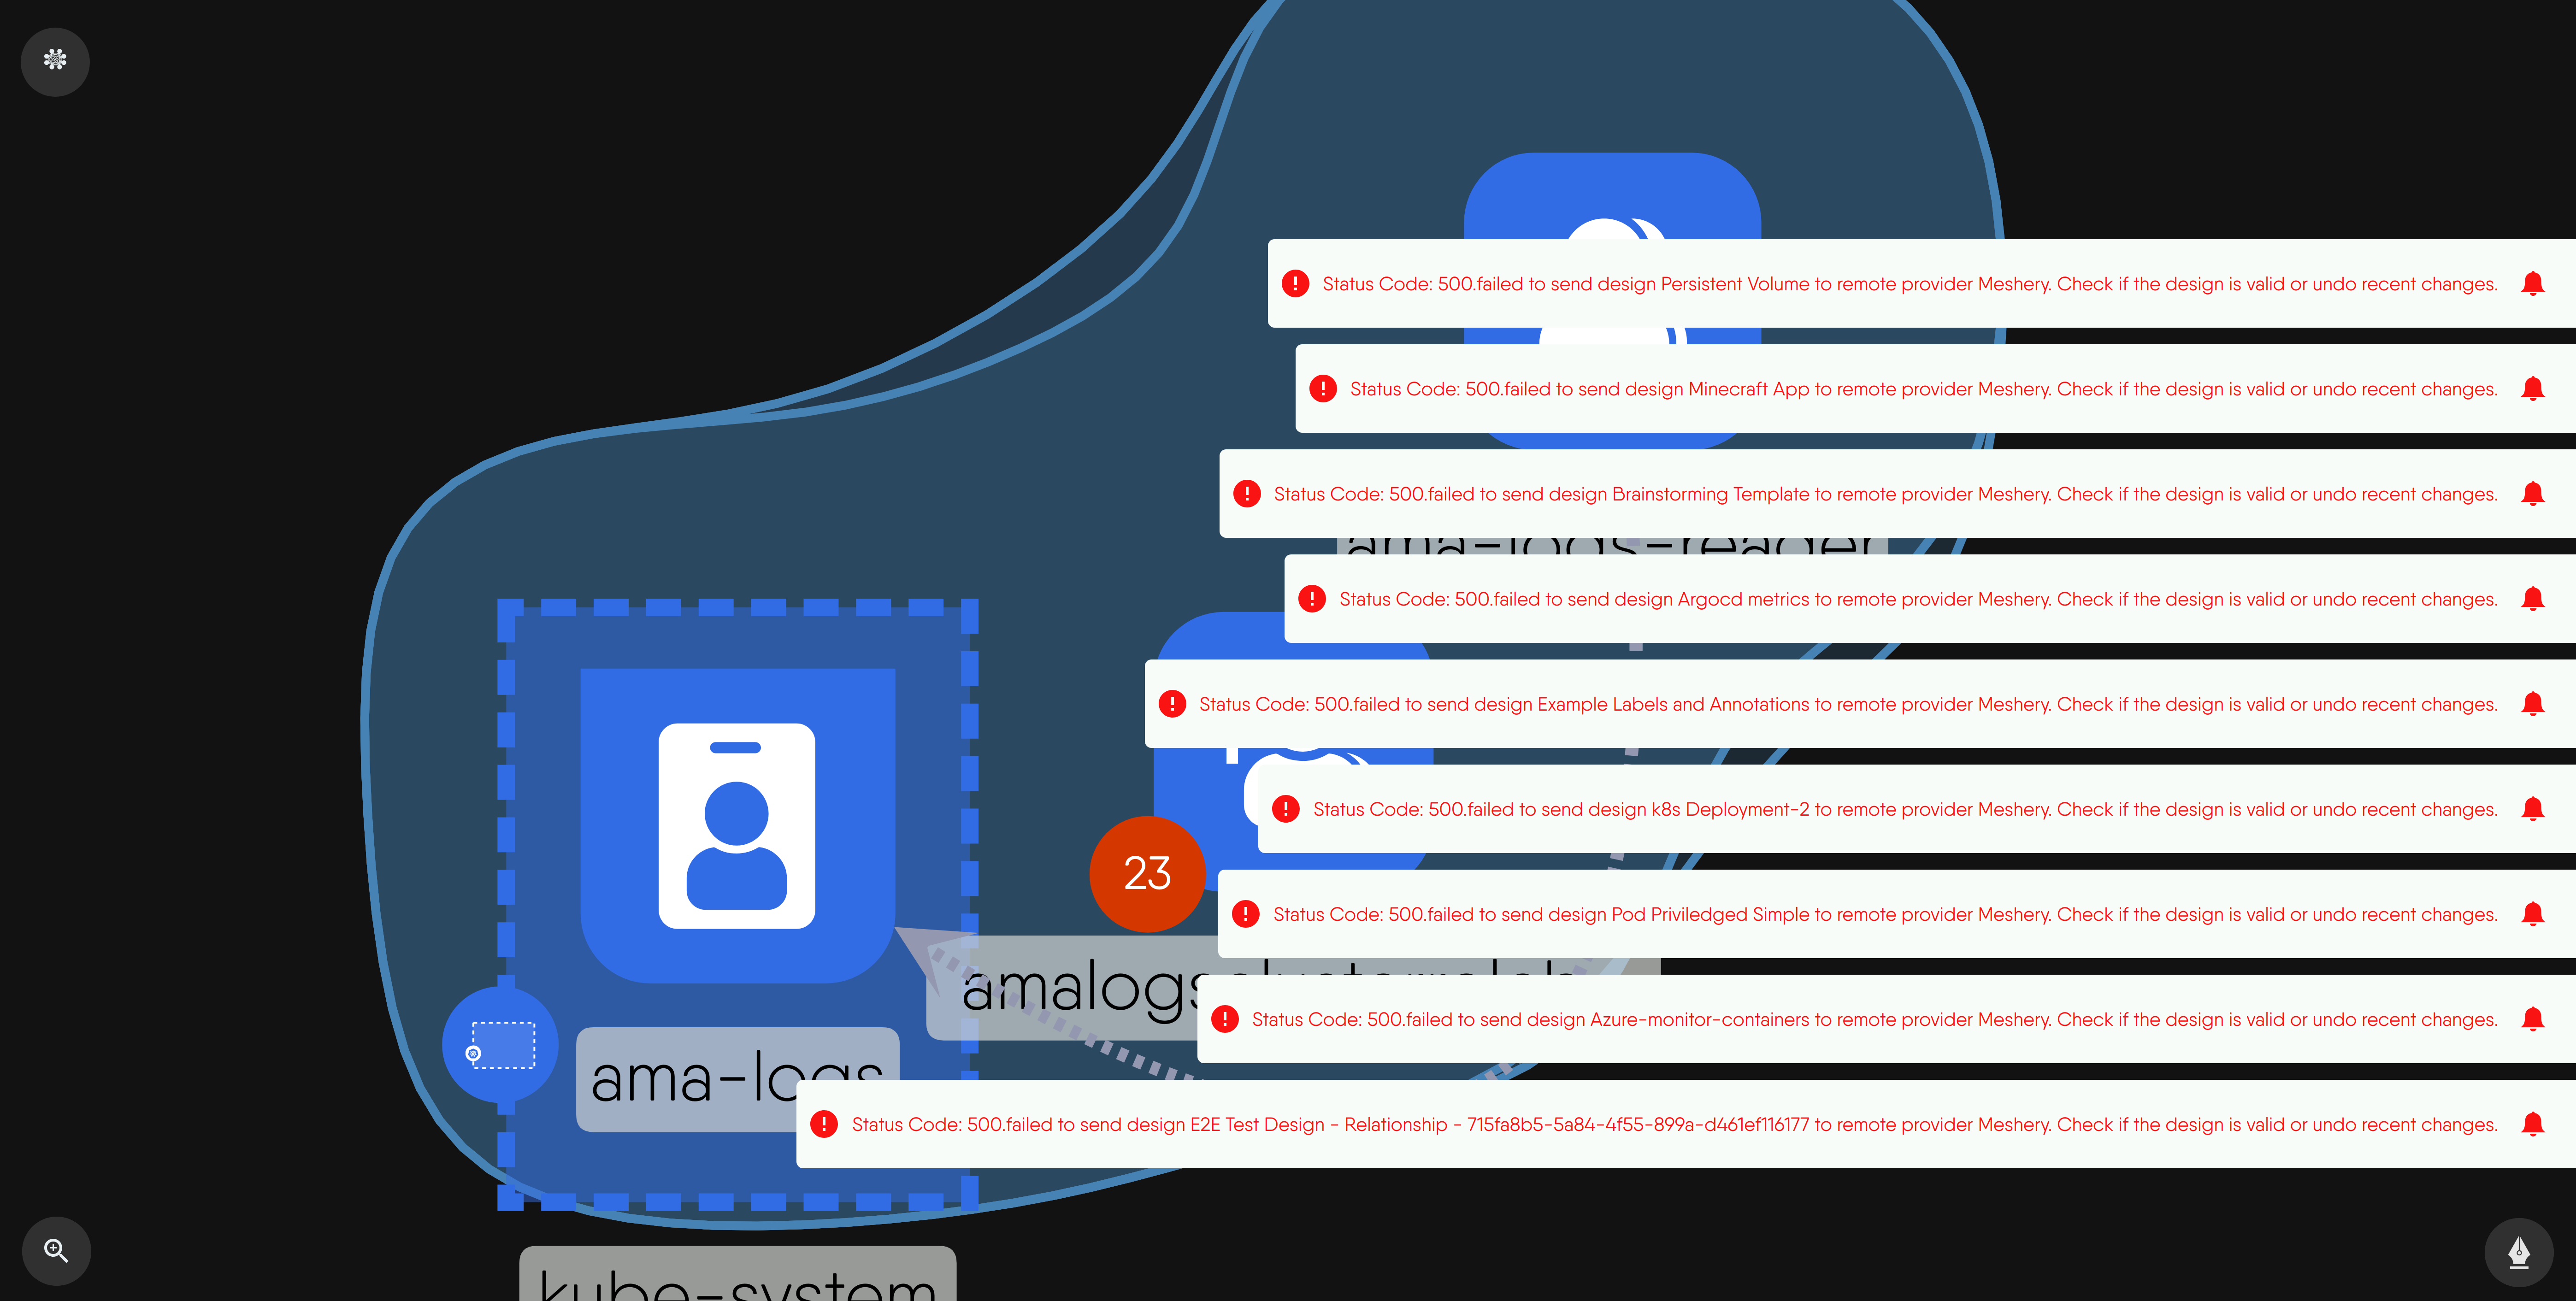 Status Code: 500.failed to send design Persistent Volume to remote provider Meshery. Check if the design is valid or undo recent changes.
Status Code: 500.failed to send design Minecraft App to remote provider Meshery. Check if the design is valid or undo recent changes.
Status Code: 500.failed to send design Brainstorming Template to remote provider Meshery. Check if the design is valid or undo recent changes.
ama-logs-reader
Status Code: 500.failed to send design Argocd metrics to remote provider Meshery. Check if the design is valid or undo recent changes.
Status Code: 500.failed to send design Example Labels and Annotations to remote provider Meshery. Check if the design is valid or undo recent changes.
Status Code: 500.failed to send design k8s Deployment-2 to remote provider Meshery. Check if the design is valid or undo recent changes.
23
Status Code: 500.failed to send design Pod Priviledged Simple to remote provider Meshery. Check if the design is valid or undo recent changes.
Status Code: 500.failed to send design Azure-monitor-containers to remote provider Meshery. Check if the design is valid or undo recent changes.
ama-logs
Status Code: 500.failed to send design E2E Test Design - Relationship - 715fa8b5-5a84-4f55-899a-d461ef116177 to remote provider Meshery. Check if the design is valid or undo recent changes.
kube-system